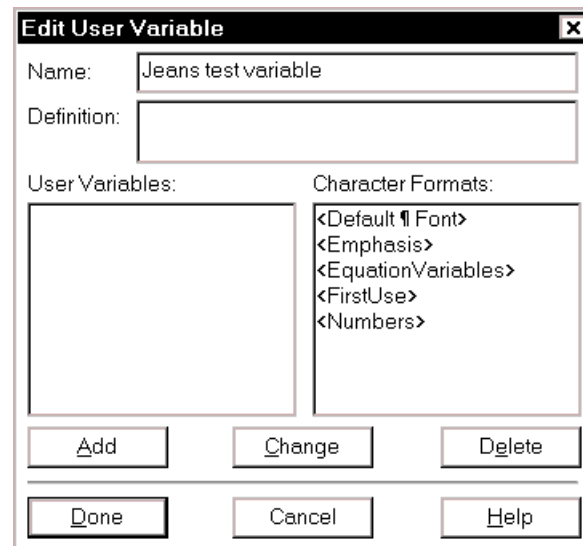 Edit User Variable
Name: Jeans test variable
Definition:
User Variables: Character Formats:
<Default ¶ Font>
<Emphasis>
<EquationVariables>
<FirstUse>
<Numbers>
Add Change Delete
Done Cancel Help